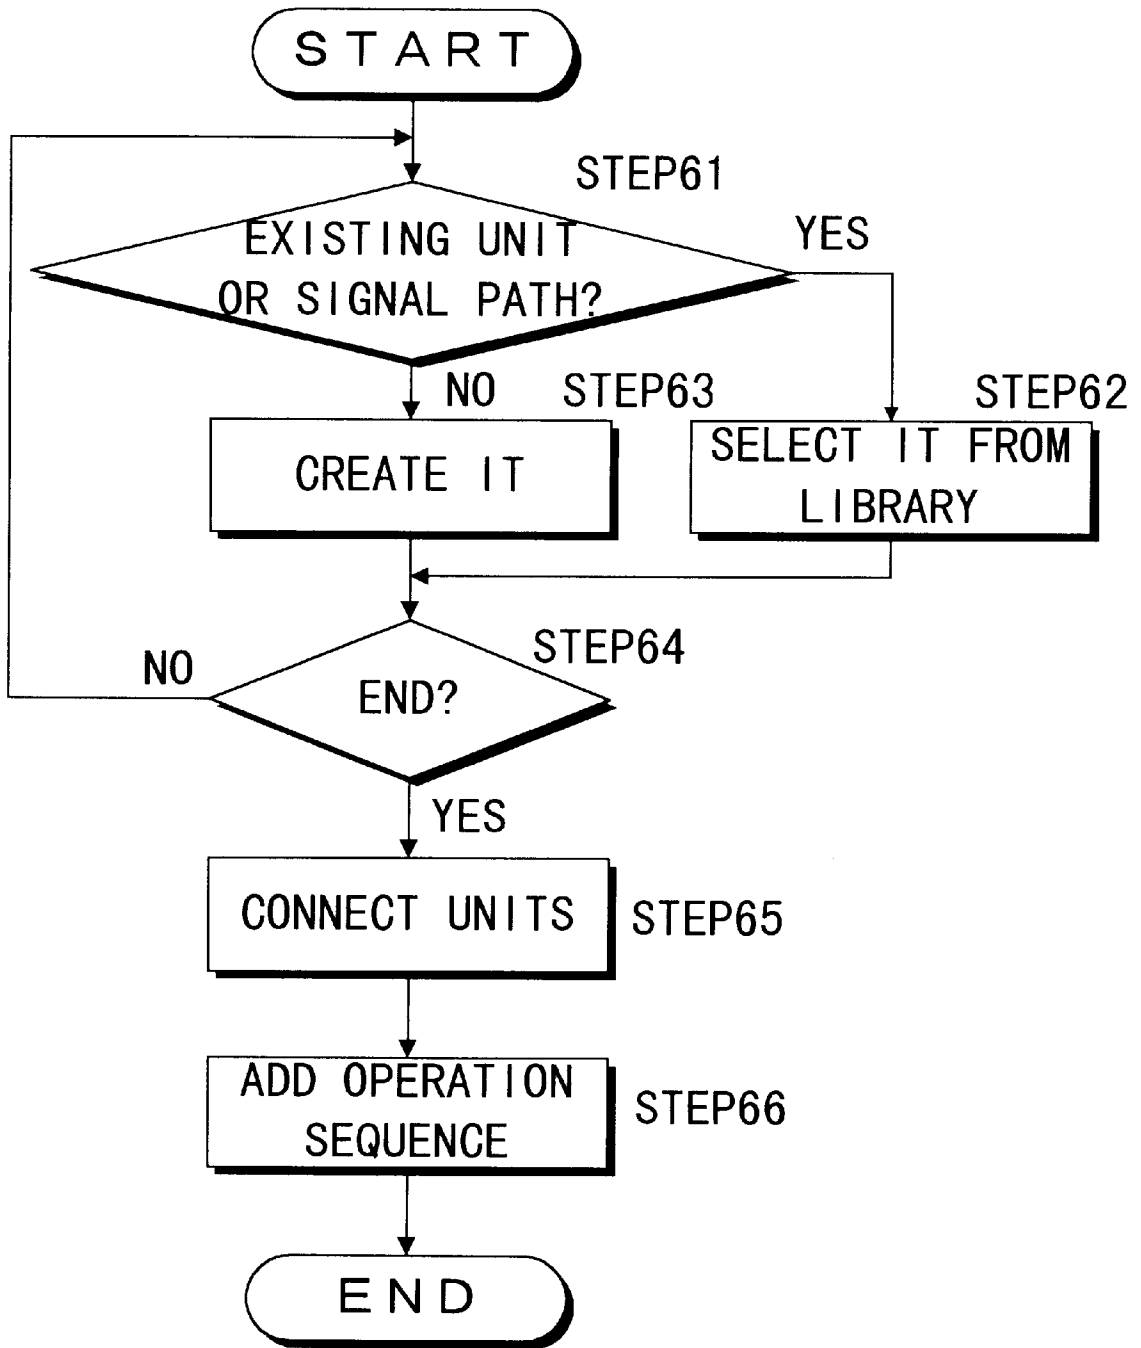 START
STEP61
EXISTING UNIT
OR SIGNAL PATH?
YES
NO
STEP63
STEP62
CREATE IT
SELECT IT FROM
LIBRARY
STEP64
NO
END?
YES
CONNECT UNITS
STEP65
ADD OPERATION
SEQUENCE
STEP66
END